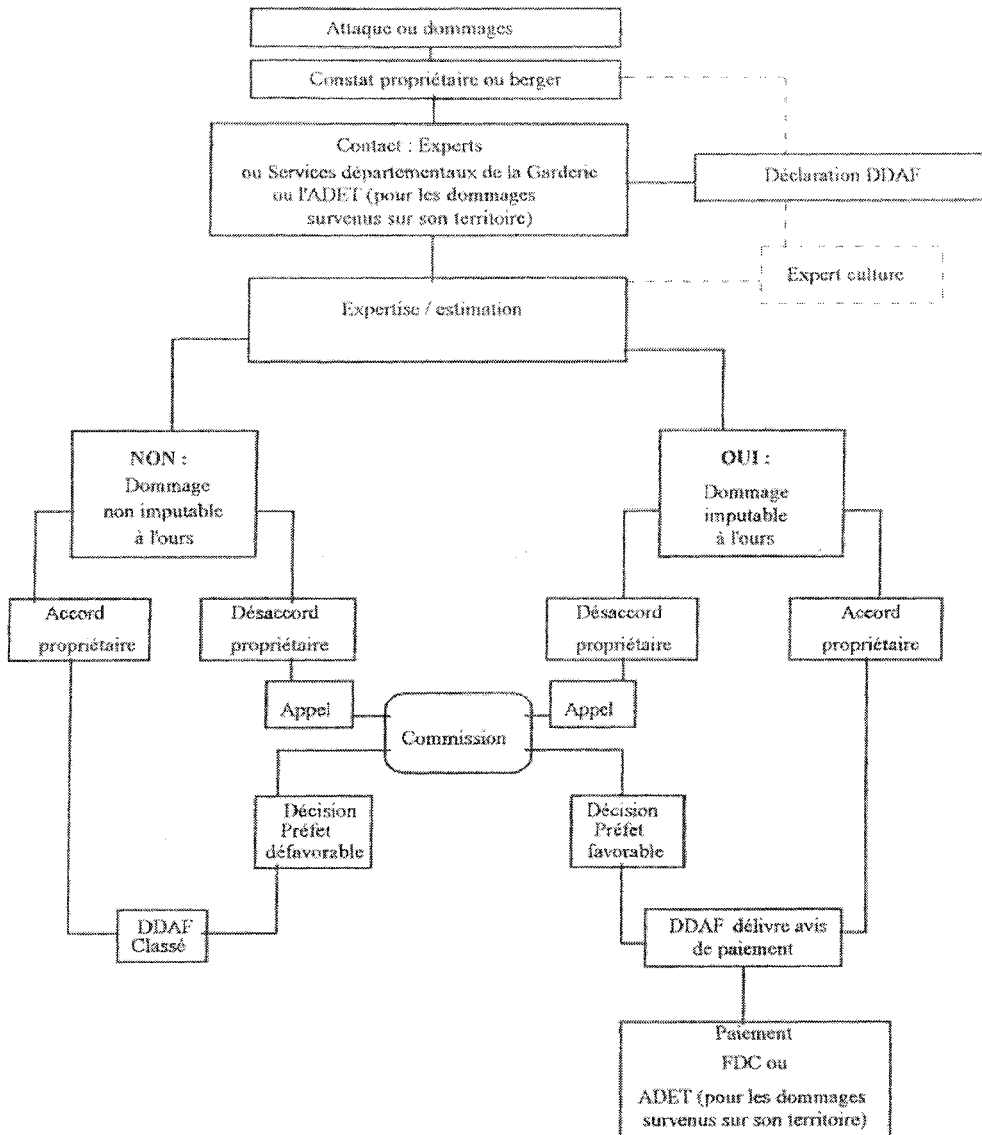 Attaque ou dommages
Constat propriétaire ou berger
Contact : Experts
ou Services départementaux de la Garderie
ou l'ADET (pour les dommages
survenus sur son territoire)
Déclaration DDAF
Expert culture
Expertise / estimation
NON :
Dommage
non imputable
à l'ours
OUI :
Dommage
imputable
à l'ours
Accord
propriétaire
Désaccord
propriétaire
Désaccord
propriétaire
Accord
propriétaire
Appel
Commission
Appel
Décision
Préfet
défavorable
Décision
Préfet
favorable
DDAF
Classé
DDAF délivre avis
de paiement
Paiement
FDC ou
ADET (pour les dommages
survenus sur son territoire)